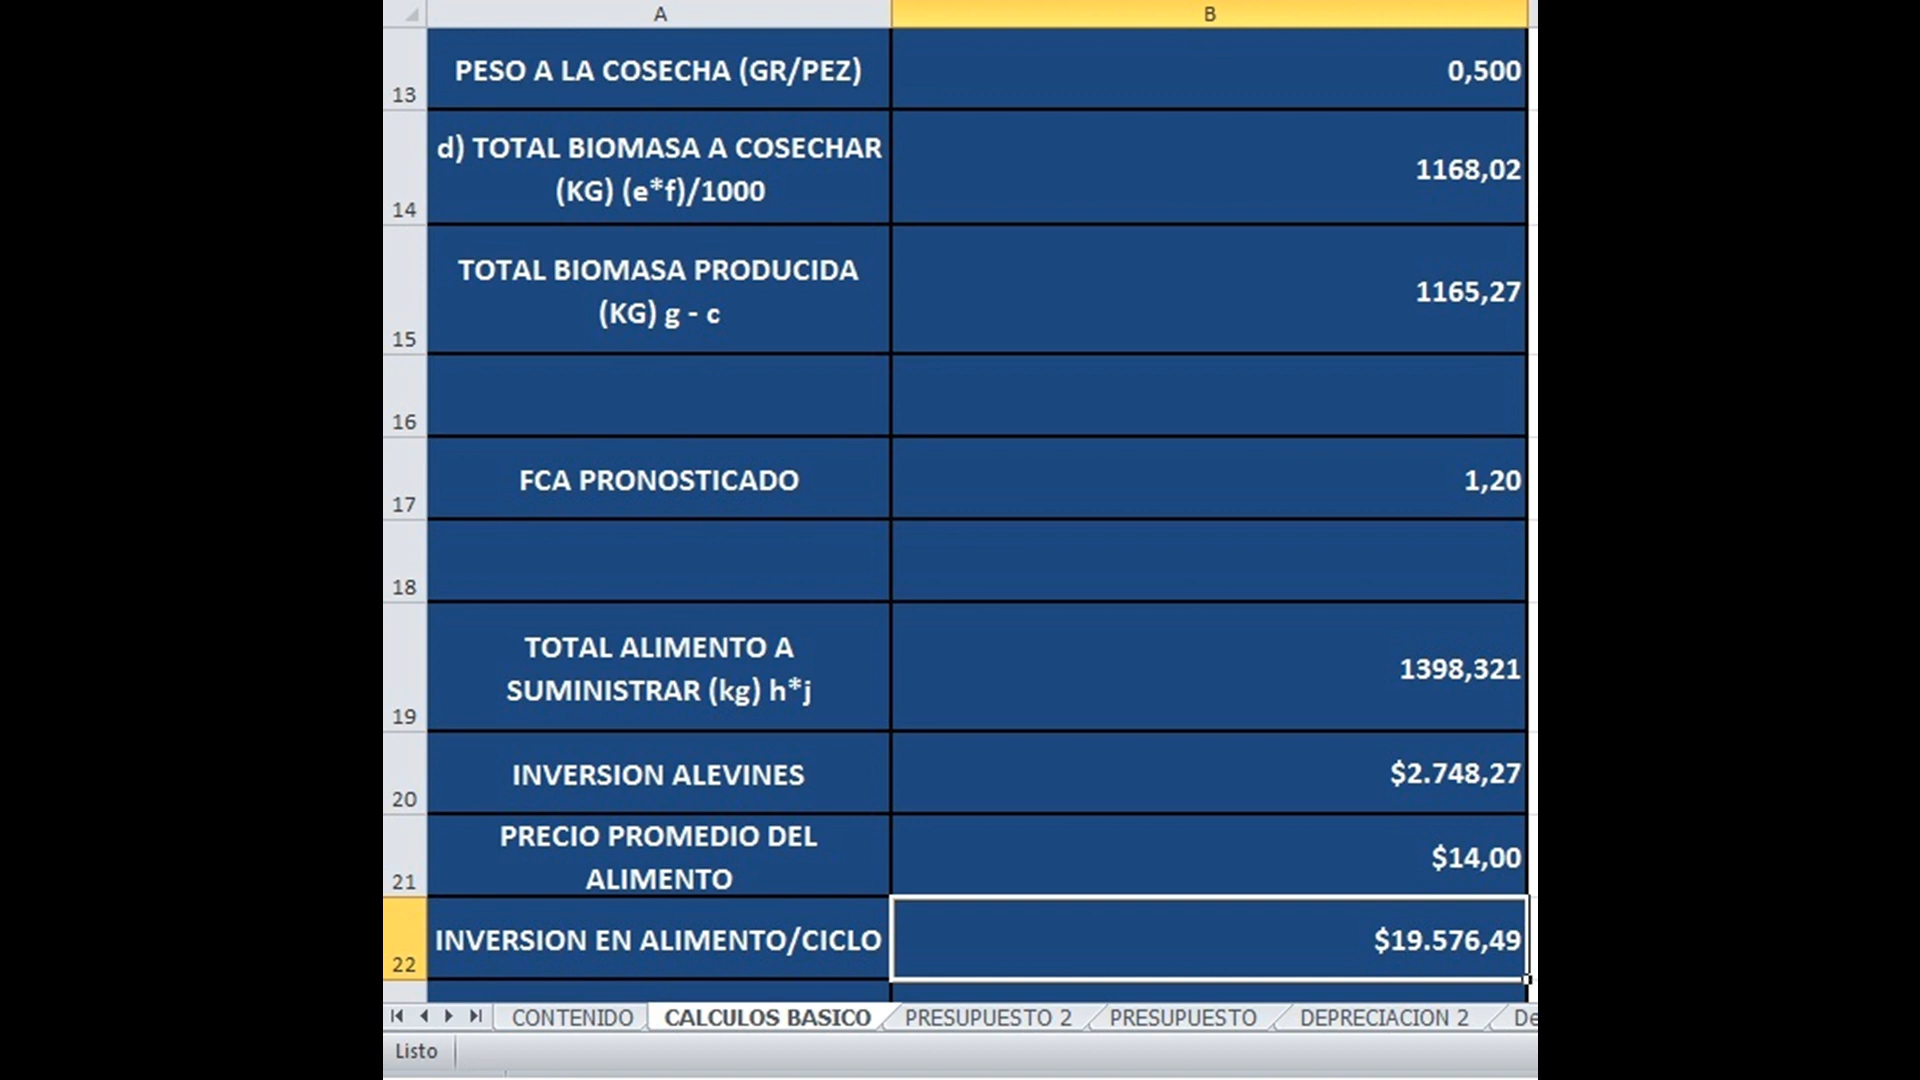 A B
13 PESO A LA COSECHA (GR/PEZ) 0,500
d) TOTAL BIOMASA A COSECHAR
14 (KG) (e*f)/1000 1168,02
TOTAL BIOMASA PRODUCIDA
15 (KG) g - c 1165,27
16
17 FCA PRONOSTICADO 1,20
18
TOTAL ALIMENTO A
19 SUMINISTRAR (kg) h*j 1398,321
20 INVERSION ALEVINES $2.748,27
PRECIO PROMEDIO DEL
21 ALIMENTO $14,00
22 INVERSION EN ALIMENTO/CICLO $19.576,49
CONTENIDO CALCULOS BASICO PRESUPUESTO 2 PRESUPUESTO DEPRECIACION 2 De
Listo